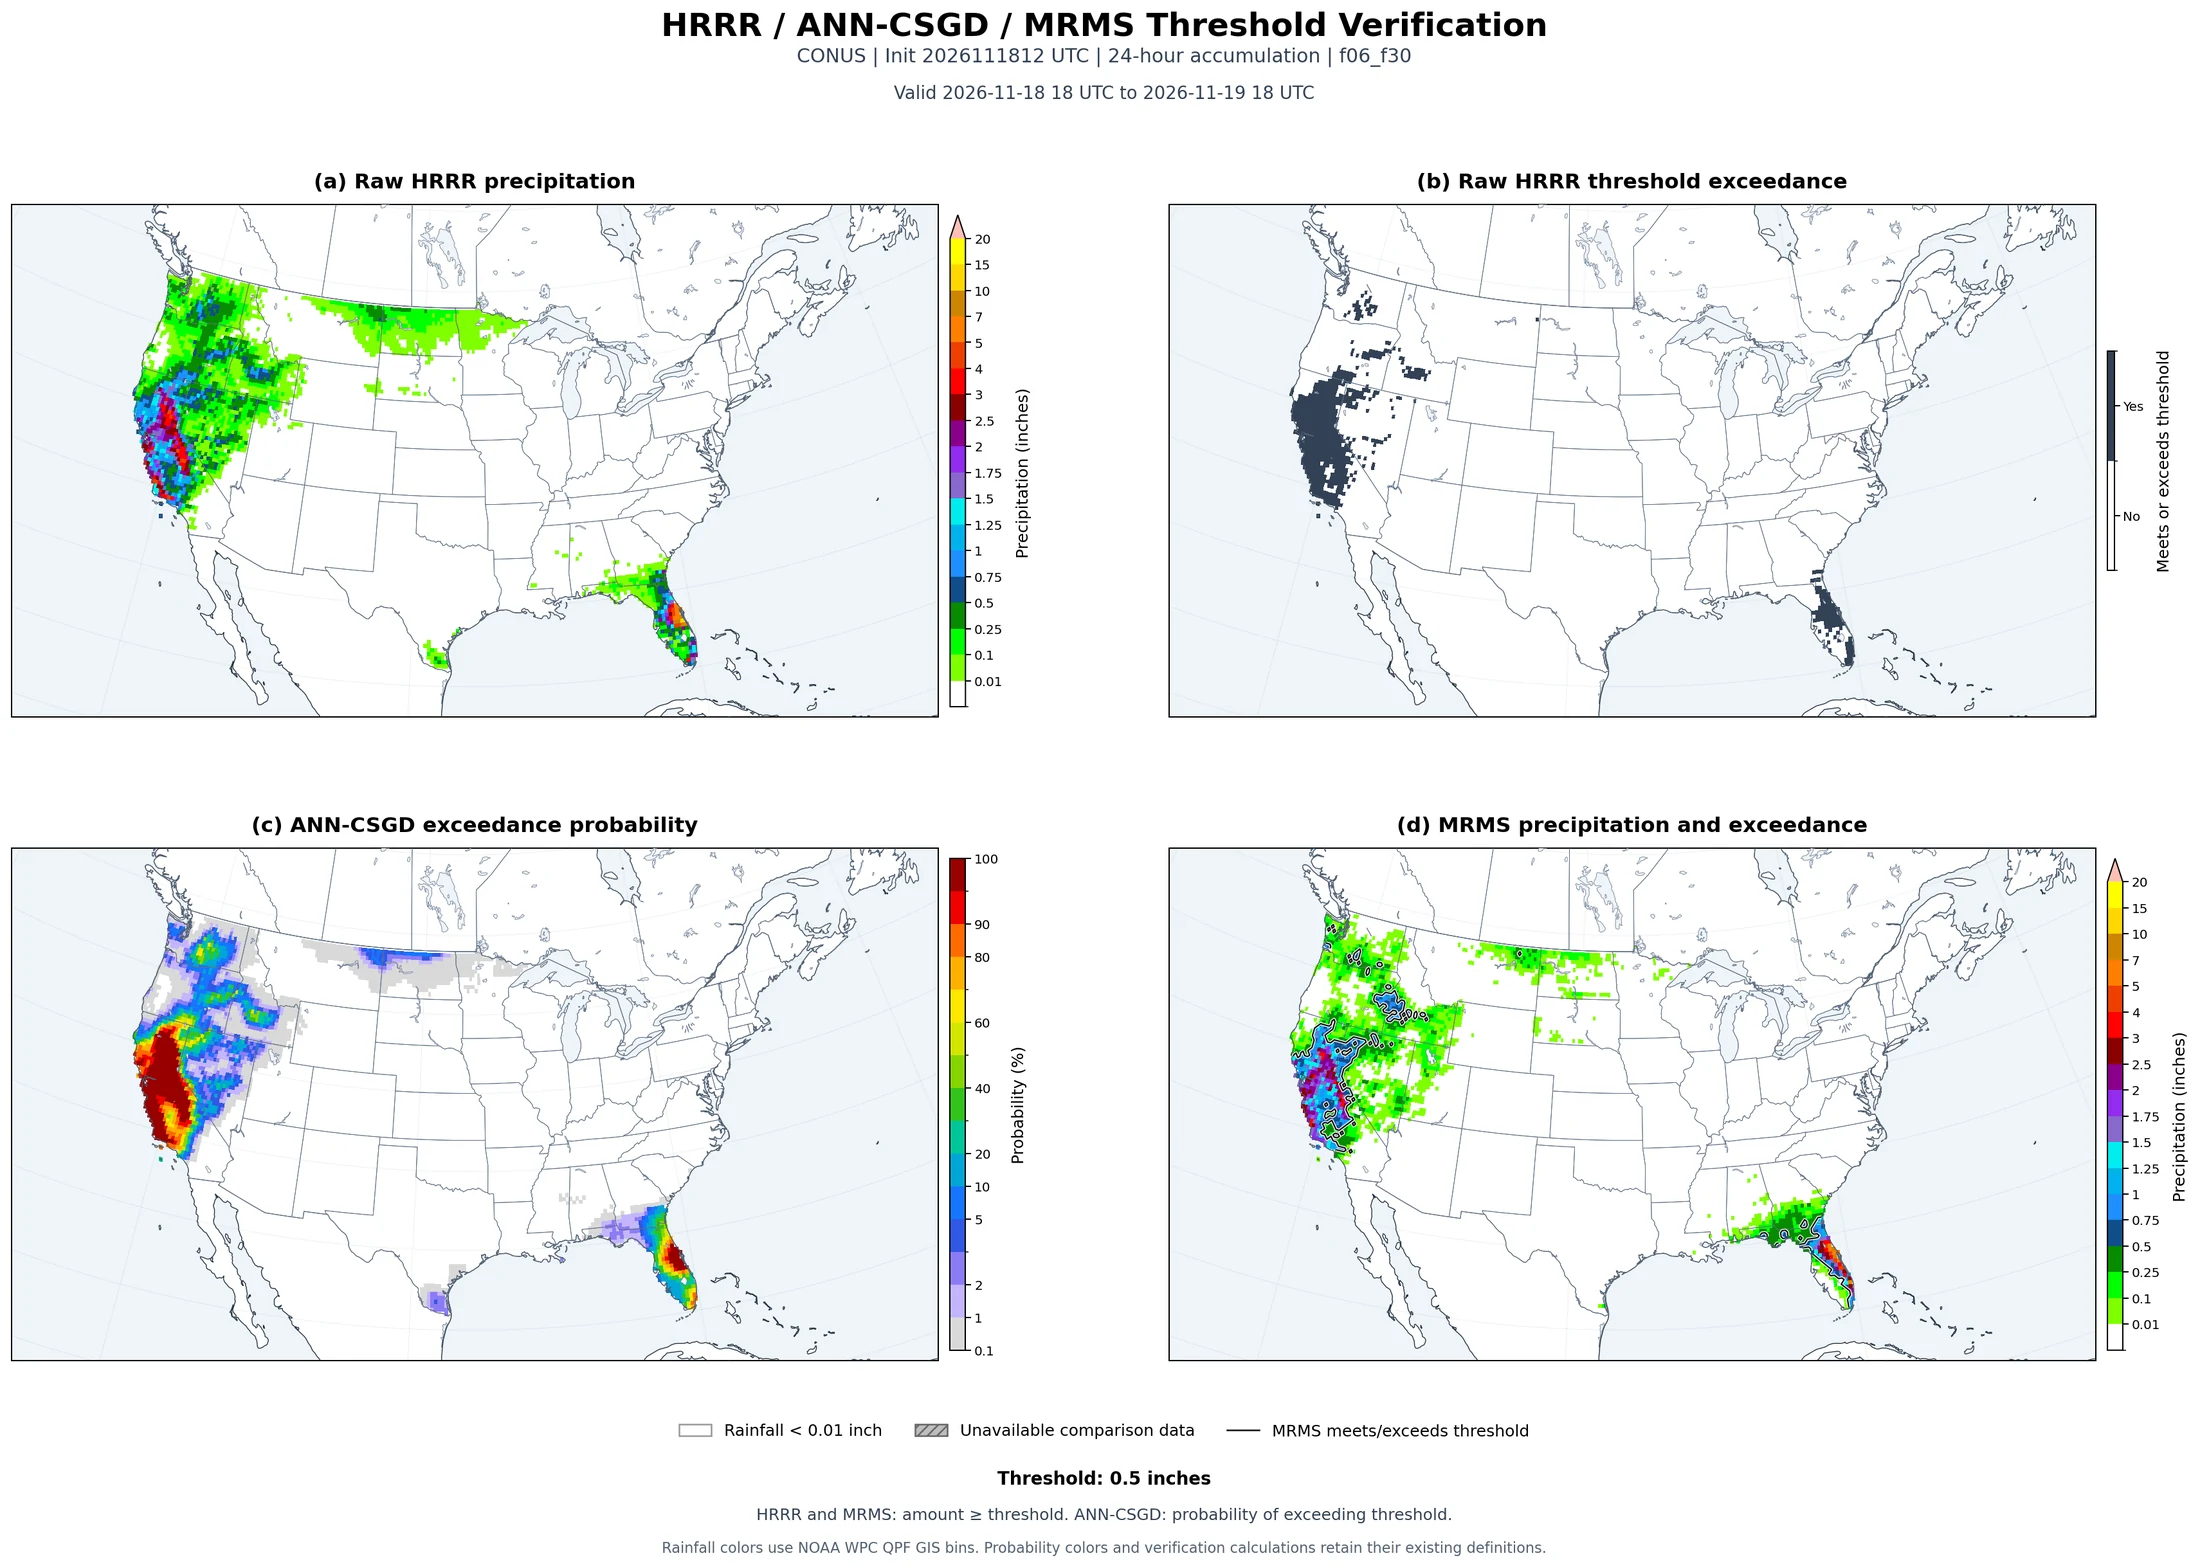 HRRR / ANN-CSGD / MRMS Threshold Verification
CONUS | Init 2026111812 UTC | 24-hour accumulation | f06_f30
Valid 2026-11-18 18 UTC to 2026-11-19 18 UTC
(a) Raw HRRR precipitation
20
15
10
7
5
4
3
2.5
2
1.75
1.5
1.25
1
0.75
0.5
0.25
0.1
0.01
Precipitation (inches)
(b) Raw HRRR threshold exceedance
Yes
No
Meets or exceeds threshold
(c) ANN-CSGD exceedance probability
100
90
80
60
40
20
10
5
2
1
0.1
Probability (%)
(d) MRMS precipitation and exceedance
20
15
10
7
5
4
3
2.5
2
1.75
1.5
1.25
1
0.75
0.5
0.25
0.1
0.01
Precipitation (inches)
Rainfall < 0.01 inch
Unavailable comparison data
MRMS meets/exceeds threshold
Threshold: 0.5 inches
HRRR and MRMS: amount ≥ threshold. ANN-CSGD: probability of exceeding threshold.
Rainfall colors use NOAA WPC QPF GIS bins. Probability colors and verification calculations retain their existing definitions.